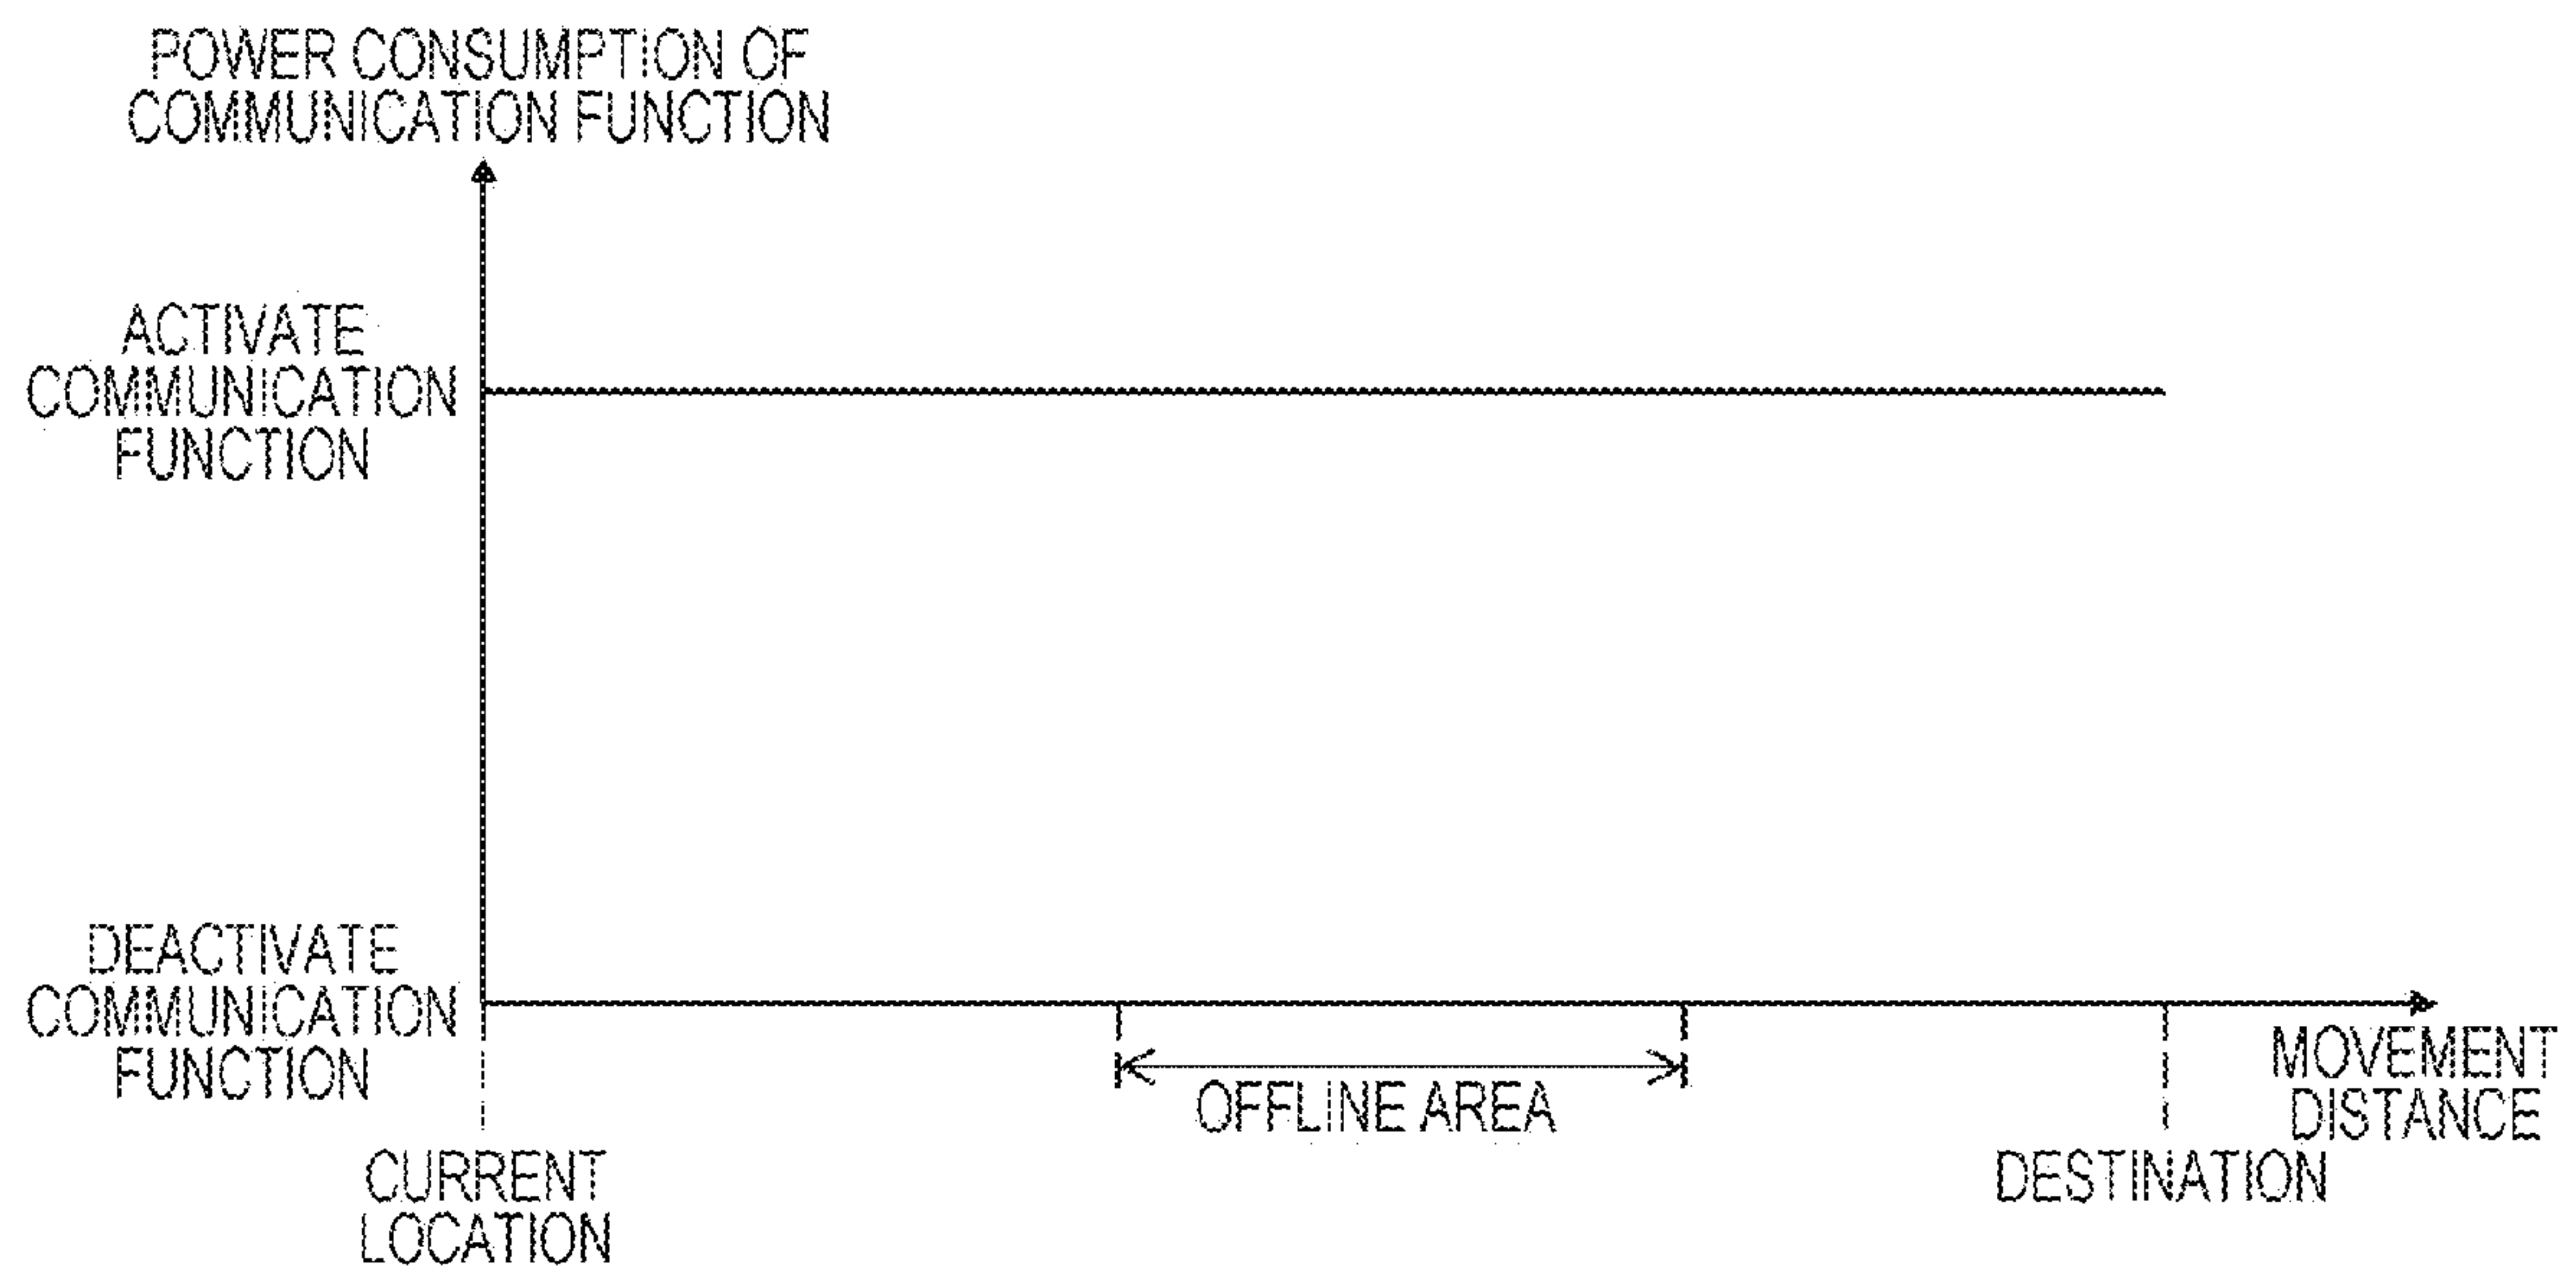 POWER CONSUMPTION OF
COMMUNICATION FUNCTION
ACTIVATE
COMMUNICATION
FUNCTION
DEACTIVATE
COMMUNICATION
FUNCTION
OFFLINE AREA
MOVEMENT
DISTANCE
CURRENT
LOCATION
DESTINATION